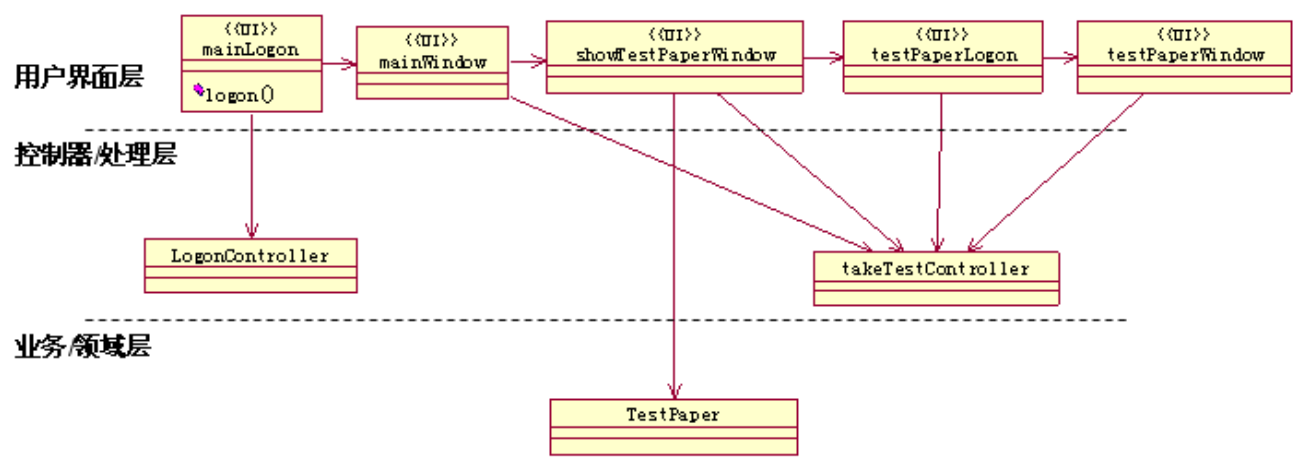 <<UI>>
mainLogon
logon()
<<UI>>
mainWindow
<<UI>>
showTestPaperWindow
<<UI>>
testPaperLogon
<<UI>>
testPaperWindow
用户界面层
控制器/处理层
LogonController
takeTestController
业务/领域层
TestPaper